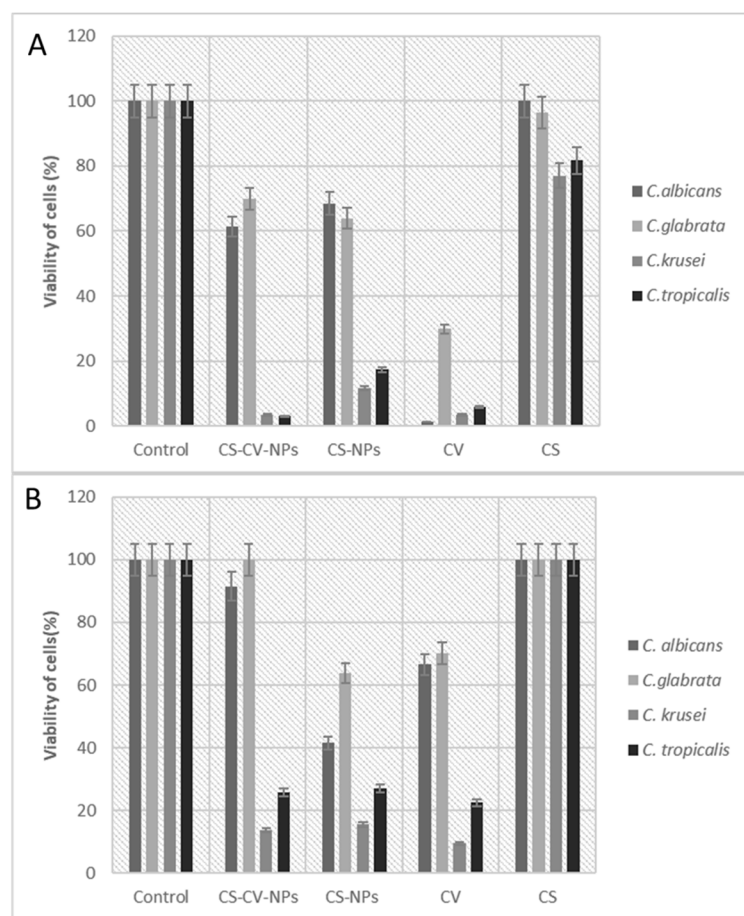 A
120
100
80
60
40
20
0
Viability of cells (%)
Control CS-CV-NPs CS-NPs CV CS
C.albicans
C.glabrata
C.krusei
C.tropicalis
B
120
100
80
60
40
20
0
Viability of cells(%)
Control CS-CV-NPs CS-NPs CV CS
C. albicans
C.glabrata
C. krusei
C. tropicalis